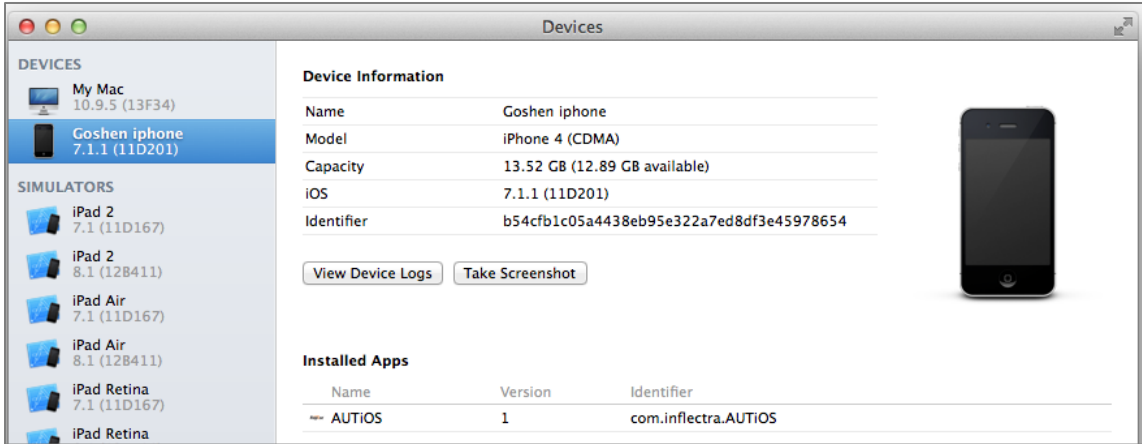 Devices
DEVICES
My Mac
10.9.5 (13F34)
Goshen iphone
7.1.1 (11D201)
SIMULATORS
iPad 2
7.1 (11D167)
iPad 2
8.1 (12B411)
iPad Air
7.1 (11D167)
iPad Air
8.1 (12B411)
iPad Retina
7.1 (11D167)
iPad Retina
Device Information
Name Goshen iphone
Model iPhone 4 (CDMA)
Capacity 13.52 GB (12.89 GB available)
iOS 7.1.1 (11D201)
Identifier b54cfb1c05a4438eb95e322a7ed8df3e45978654
View Device Logs Take Screenshot
Installed Apps
Name Version Identifier
AUTiOS 1 com.inflectra.AUTiOS